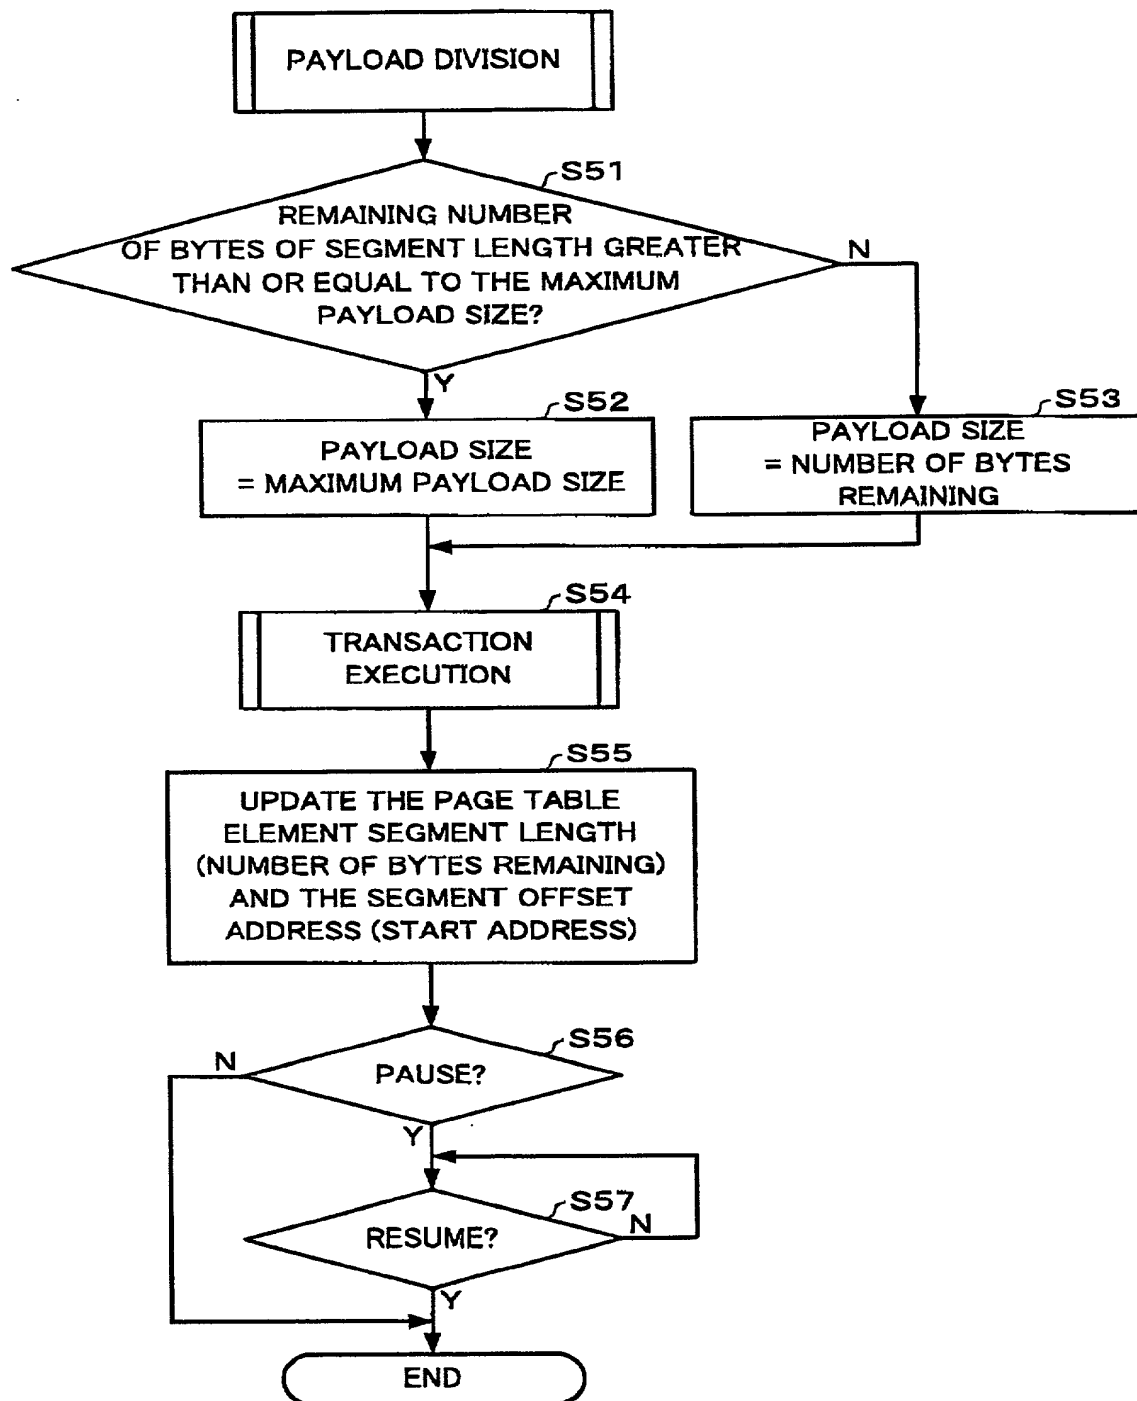 PAYLOAD DIVISION
S51
REMAINING NUMBER
OF BYTES OF SEGMENT LENGTH GREATER
THAN OR EQUAL TO THE MAXIMUM
PAYLOAD SIZE?
N
Y
S52
PAYLOAD SIZE
= MAXIMUM PAYLOAD SIZE
S53
PAYLOAD SIZE
= NUMBER OF BYTES
REMAINING
S54
TRANSACTION
EXECUTION
S55
UPDATE THE PAGE TABLE
ELEMENT SEGMENT LENGTH
(NUMBER OF BYTES REMAINING)
AND THE SEGMENT OFFSET
ADDRESS (START ADDRESS)
S56
N
PAUSE?
Y
S57
RESUME?
N
Y
END